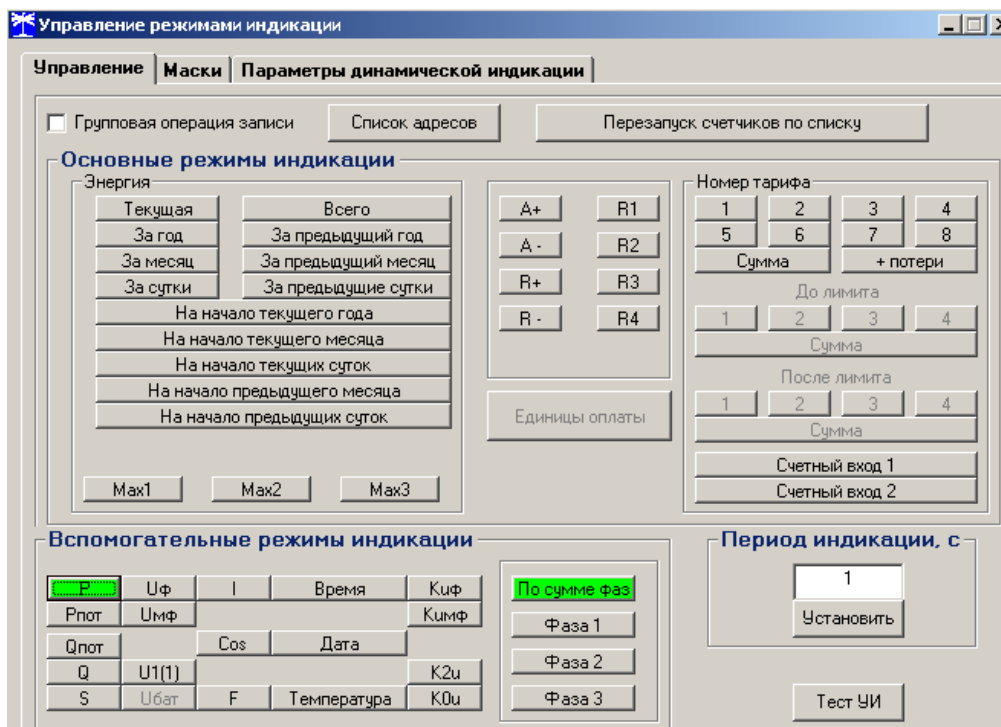 Управление режимами индикации
Управление Маски Параметры динамической индикации
Групповая операция записи Список адресов Перезапуск счетчиков по списку
Основные режимы индикации
Энергия
Текущая Всего
За год За предыдущий год
За месяц За предыдущий месяц
За сутки За предыдущие сутки
На начало текущего года
На начало текущего месяца
На начало текущих суток
На начало предыдущего месяца
На начало предыдущих суток
Max1 Max2 Max3
A+ R1
A - R2
R+ R3
R - R4
Единицы оплаты
Номер тарифа
1 2 3 4
5 6 7 8
Сумма + потери
До лимита
1 2 3 4
Сумма
После лимита
1 2 3 4
Сумма
Счетный вход 1
Счетный вход 2
Вспомогательные режимы индикации
P Uф I Время Kuф
Pпот Uмф Kuмф
Qпот Cos Дата
Q U1(1) K2u
S Uбат F Температура K0u
По сумме фаз
Фаза 1
Фаза 2
Фаза 3
Период индикации, с
1
Установить
Тест УИ